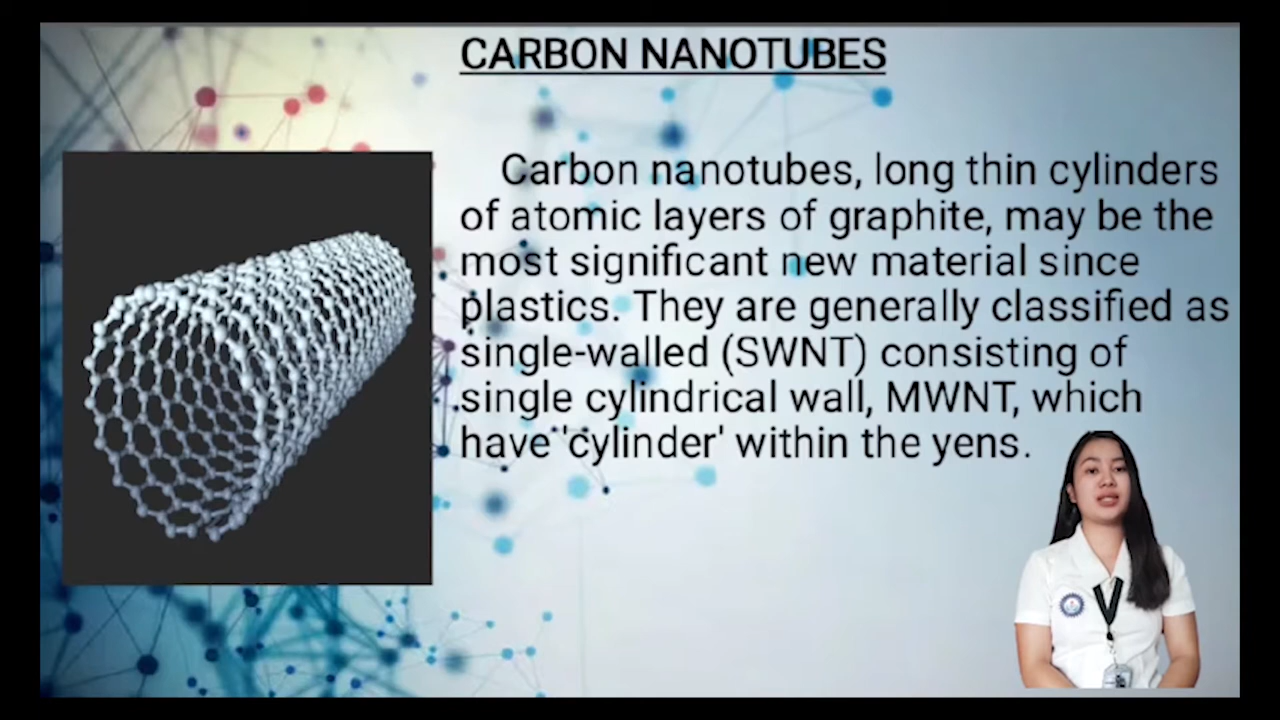 CARBON NANOTUBES
Carbon nanotubes, long thin cylinders
of atomic layers of graphite, may be the
most significant new material since
plastics. They are generally classified as
single-walled (SWNT) consisting of
single cylindrical wall, MWNT, which
have 'cylinder' within the yens.